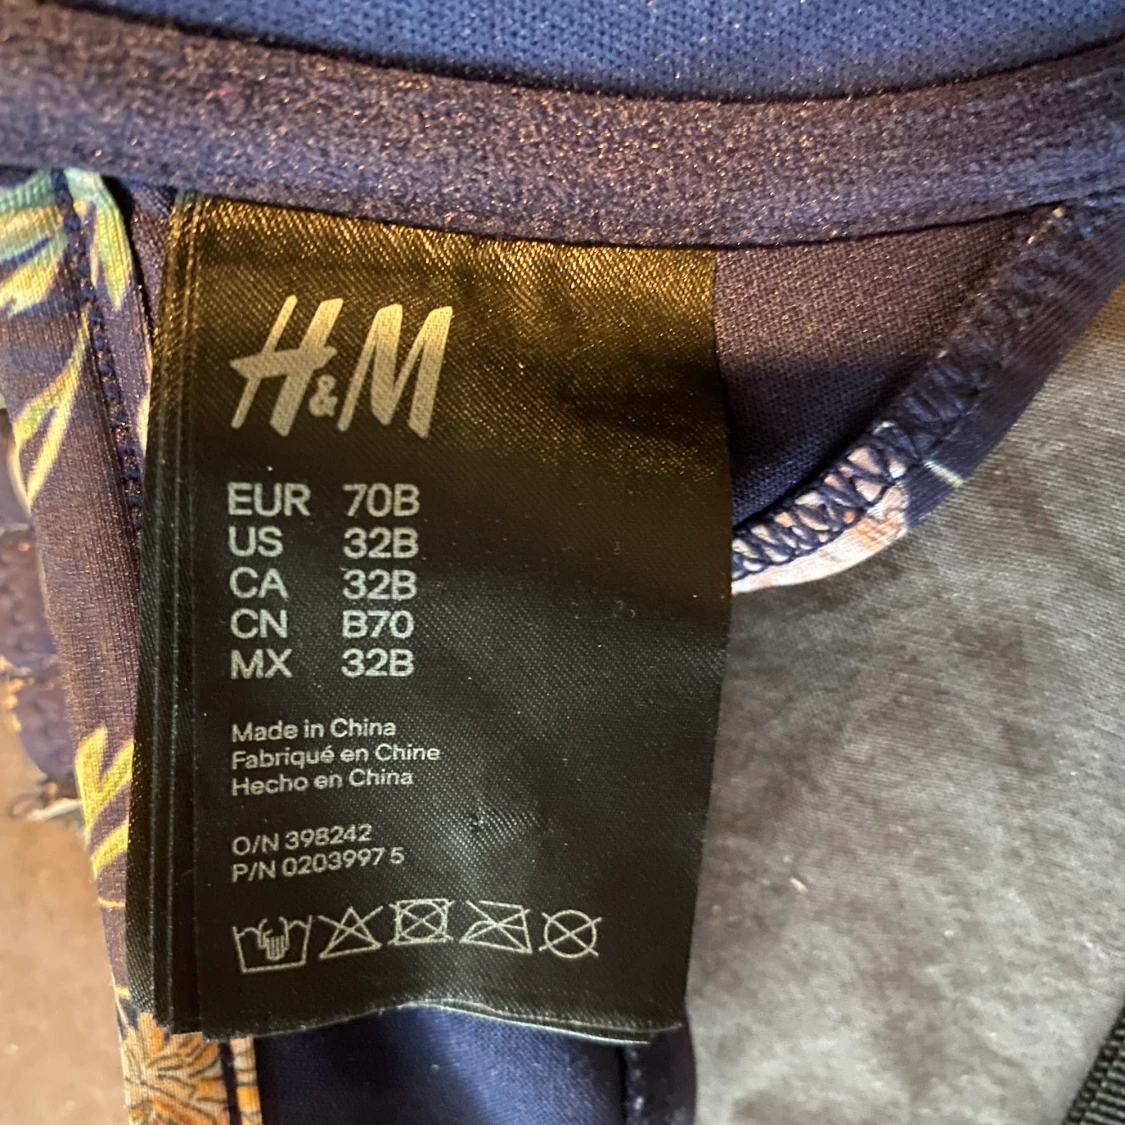 H&M
EUR 70B
US 32B
CA 32B
CN B70
MX 32B
Made in China
Fabriqué en Chine
Hecho en China
O/N 398242
P/N 0203997 5